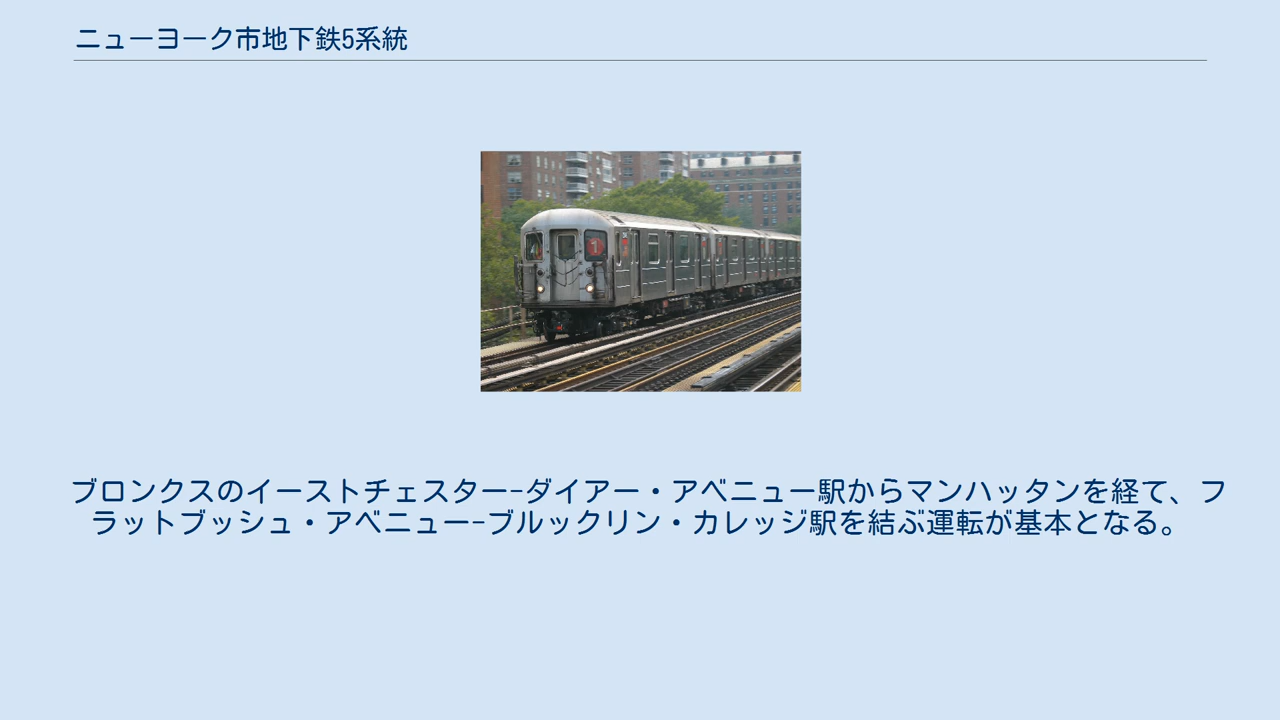 ニューヨーク市地下鉄5系統
1
ブロンクスのイーストチェスター-ダイアー・アベニュー駅からマンハッタンを経て、フ
ラットブッシュ・アベニュー-ブルックリン・カレッジ駅を結ぶ運転が基本となる。